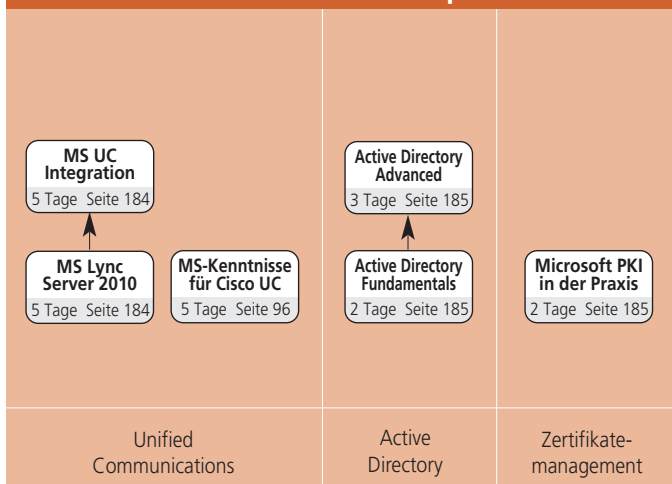 MS UC
Integration
5 Tage Seite 184
Active Directory
Advanced
3 Tage Seite 185
MS Lync
Server 2010
5 Tage Seite 184
MS-Kenntnisse
für Cisco UC
5 Tage Seite 96
Active Directory
Fundamentals
2 Tage Seite 185
Microsoft PKI
in der Praxis
2 Tage Seite 185
Unified
Communications
Active
Directory
Zertifikate-
management